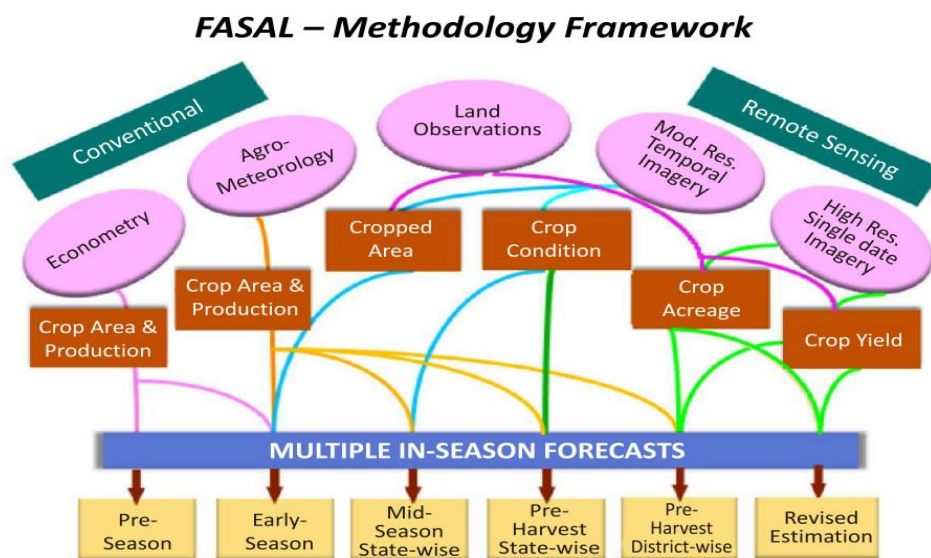 FASAL – Methodology Framework
Conventional
Remote Sensing
Econometry
Agro-
Meteorology
Land
Observations
Mod. Res.
Temporal
Imagery
High Res.
Single date
Imagery
Crop Area &
Production
Crop Area &
Production
Cropped
Area
Crop
Condition
Crop
Acreage
Crop Yield
MULTIPLE IN-SEASON FORECASTS
Pre-
Season
Early-
Season
Mid-
Season
State-wise
Pre-
Harvest
State-wise
Pre-
Harvest
District-wise
Revised
Estimation